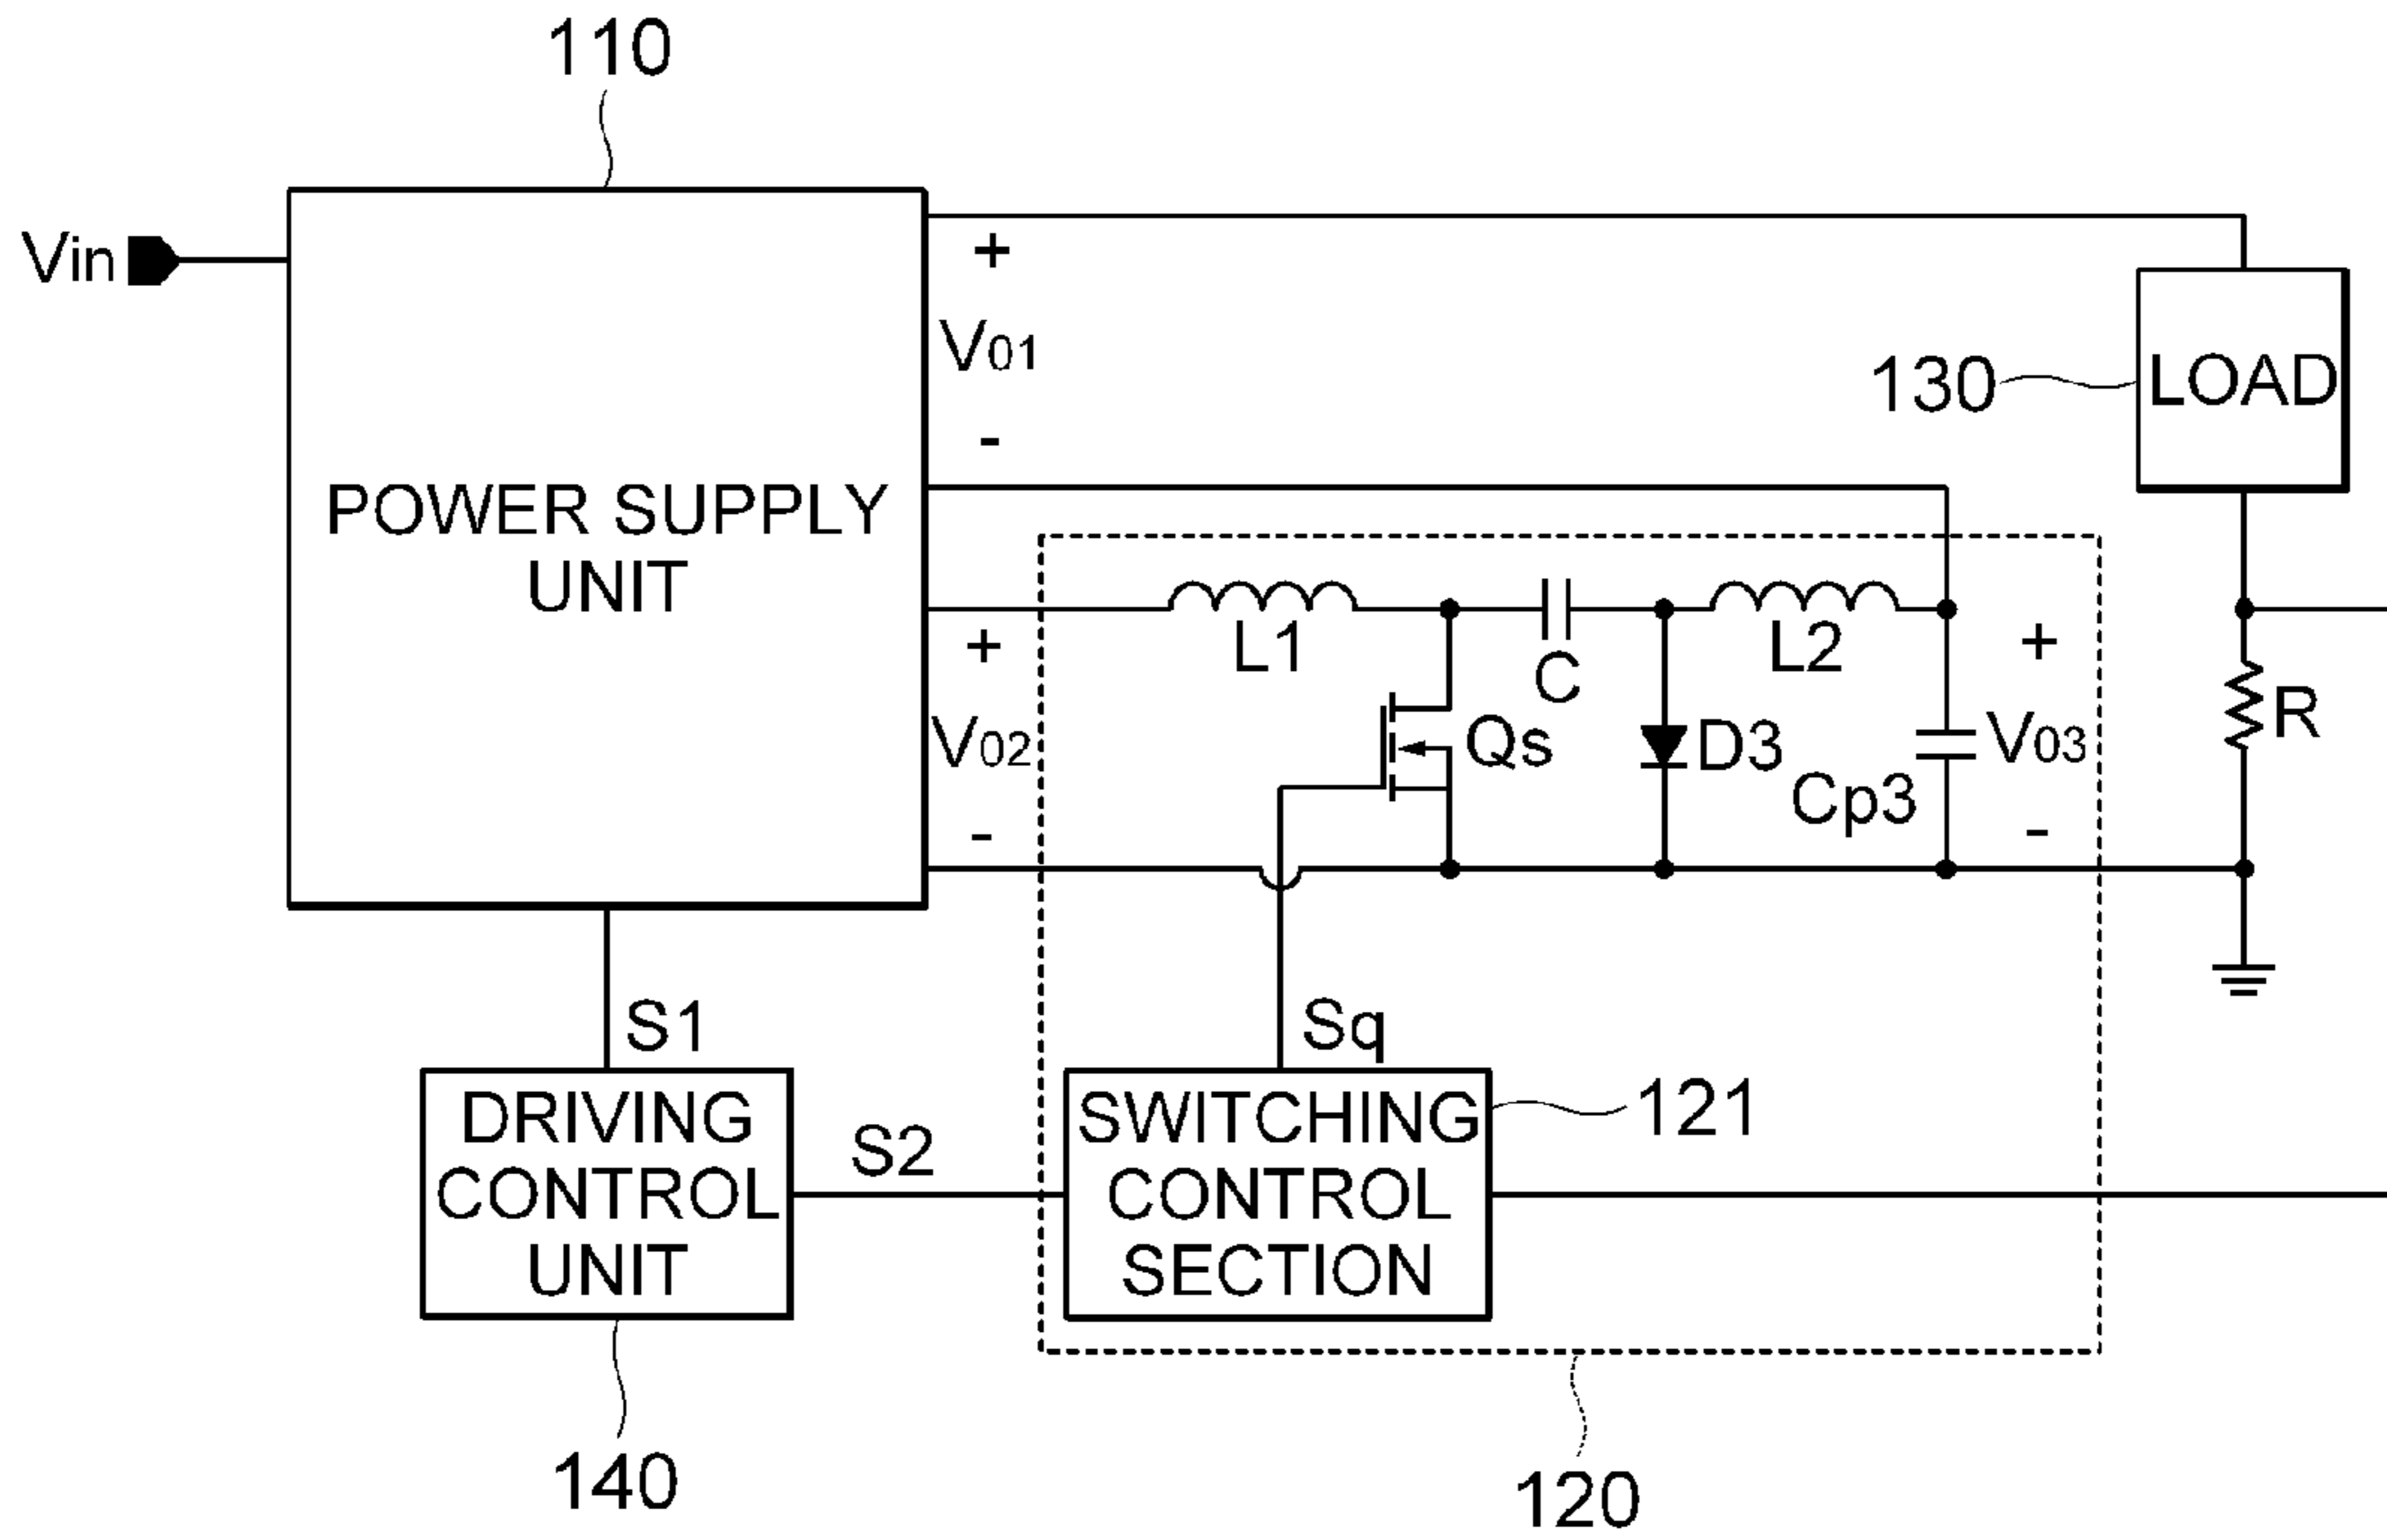 110
Vin
+
V01
-
130
LOAD
POWER SUPPLY
UNIT
L1
C
L2
+
V02
-
Qs
D3
Cp3
+
V03
-
R
S1
Sq
DRIVING
CONTROL
UNIT
S2
SWITCHING
CONTROL
SECTION
121
140
120